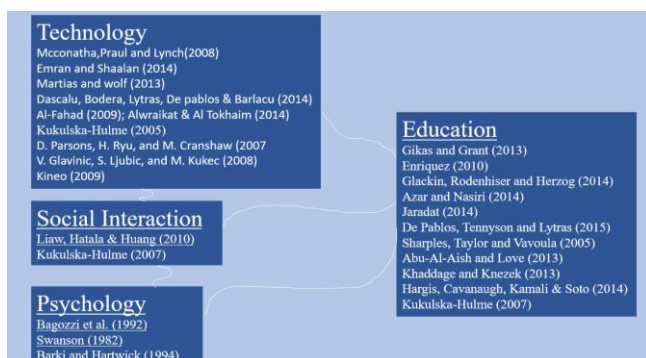 Technology
Mcconatha,Praul and Lynch(2008)
Emran and Shaalan (2014)
Martias and wolf (2013)
Dascalu, Bodera, Lytras, De pablos & Barlacu (2014)
Al-Fahad (2009); Alwraikat & Al Tokhaim (2014)
Kukulska-Hulme (2005)
D. Parsons, H. Ryu, and M. Cranshaw (2007
V. Glavinic, S. Ljubic, and M. Kukec (2008)
Kineo (2009)
Social Interaction
Liaw, Hatala & Huang (2010)
Kukulska-Hulme (2007)
Psychology
Bagozzi et al. (1992)
Swanson (1982)
Barki and Hartwick (1994)
Education
Gikas and Grant (2013)
Enriquez (2010)
Glackin, Rodenhiser and Herzog (2014)
Azar and Nasiri (2014)
Jaradat (2014)
De Pablos, Tennyson and Lytras (2015)
Sharples, Taylor and Vavoula (2005)
Abu-Al-Aish and Love (2013)
Khaddage and Knezek (2013)
Hargis, Cavanaugh, Kamali & Soto (2014)
Kukulska-Hulme (2007)